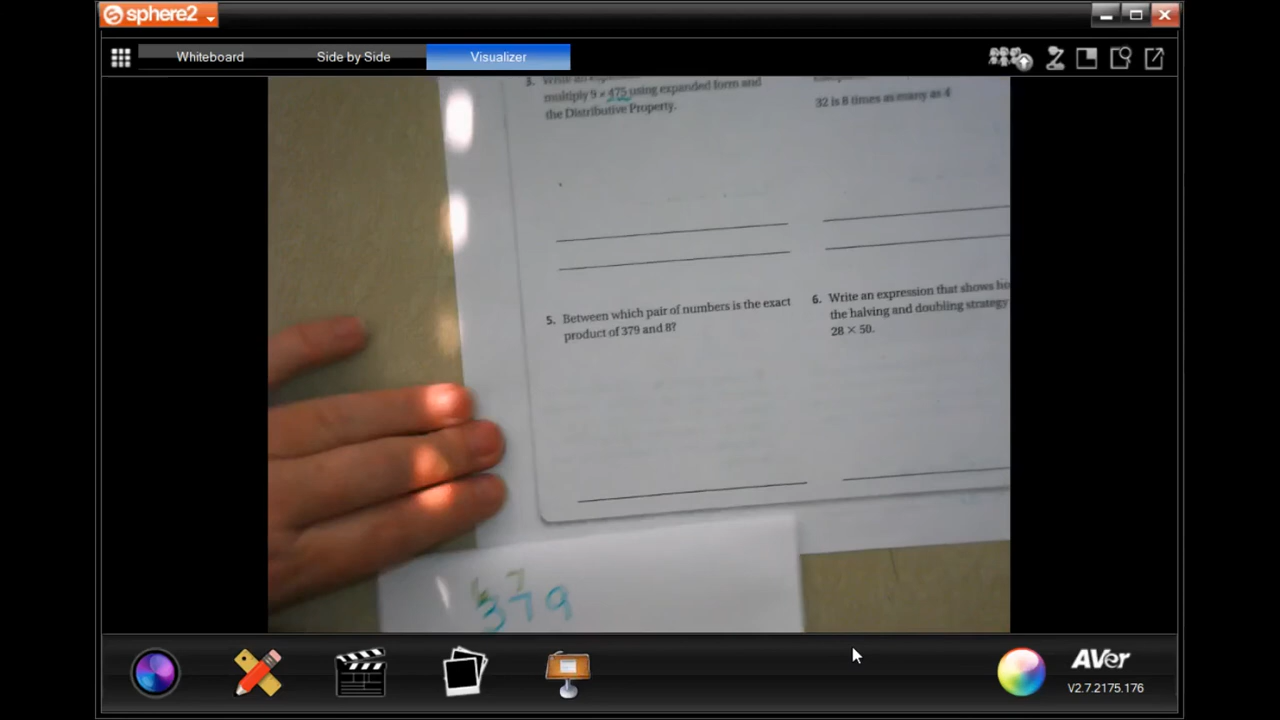 sphere2
Whiteboard
Side by Side
Visualizer
multiply 9 × 475 using expanded form and
the Distributive Property.
32 is 8 times as many as 4
5. Between which pair of numbers is the exact
product of 379 and 8?
6. Write an expression that shows
the halving and doubling strategy
28 × 50.
6 7
379
AVer
V2.7.2175.176